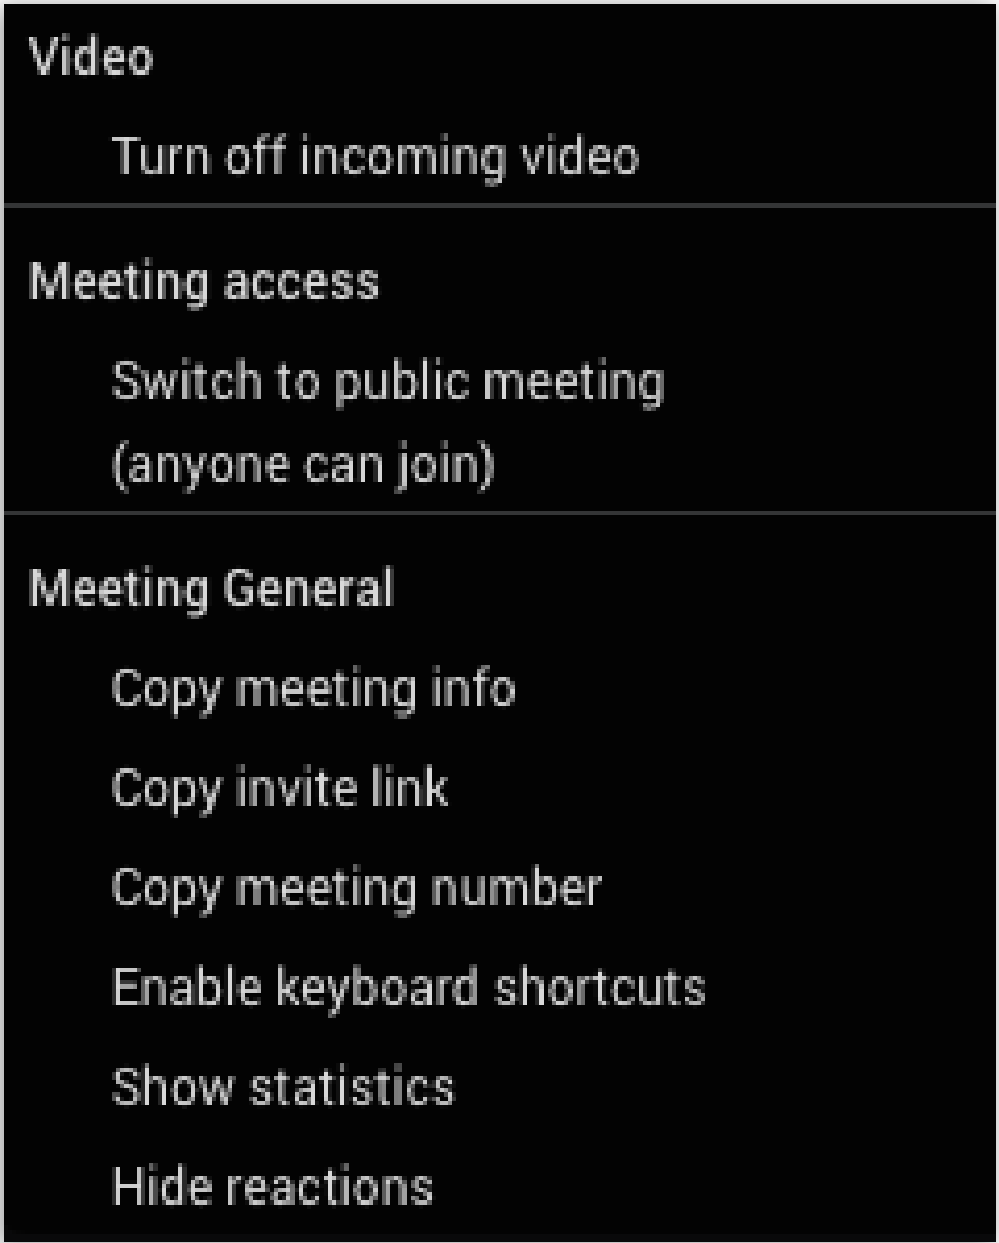 Video
Turn off incoming video
Meeting access
Switch to public meeting
(anyone can join)
Meeting General
Copy meeting info
Copy invite link
Copy meeting number
Enable keyboard shortcuts
Show statistics
Hide reactions